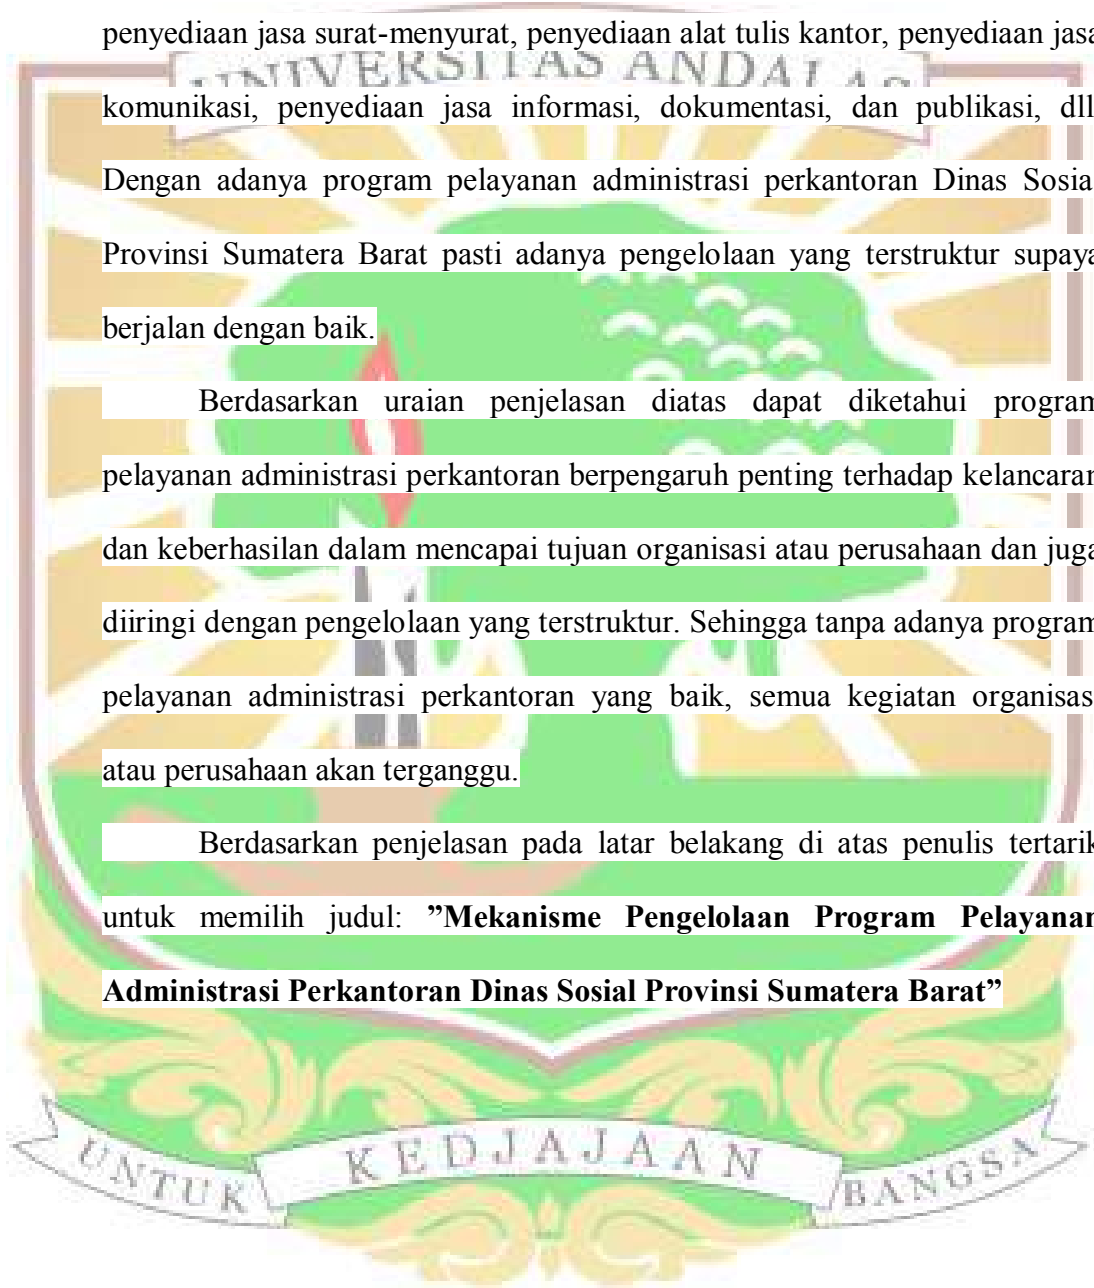 penyediaan jasa surat-menyurat, penyediaan alat tulis kantor, penyediaan jasa
UNIVERSITAS ANDALAS
komunikasi, penyediaan jasa informasi, dokumentasi, dan publikasi, dll
Dengan adanya program pelayanan administrasi perkantoran Dinas Sosia
Provinsi Sumatera Barat pasti adanya pengelolaan yang terstruktur supaya
berjalan dengan baik.
Berdasarkan uraian penjelasan diatas dapat diketahui program
pelayanan administrasi perkantoran berpengaruh penting terhadap kelancaran
dan keberhasilan dalam mencapai tujuan organisasi atau perusahaan dan juga
diiringi dengan pengelolaan yang terstruktur. Sehingga tanpa adanya program
pelayanan administrasi perkantoran yang baik, semua kegiatan organisas
atau perusahaan akan terganggu.
Berdasarkan penjelasan pada latar belakang di atas penulis tertarik
untuk memilih judul: ”Mekanisme Pengelolaan Program Pelayanan
Administrasi Perkantoran Dinas Sosial Provinsi Sumatera Barat”
UNTUK KEDJAJAAN BANGSA